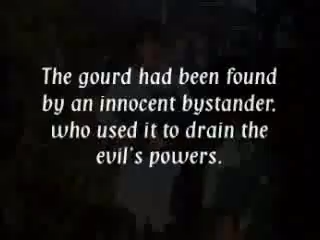 The gourd had been found
by an innocent bystander,
who used it to drain the
evil's powers.